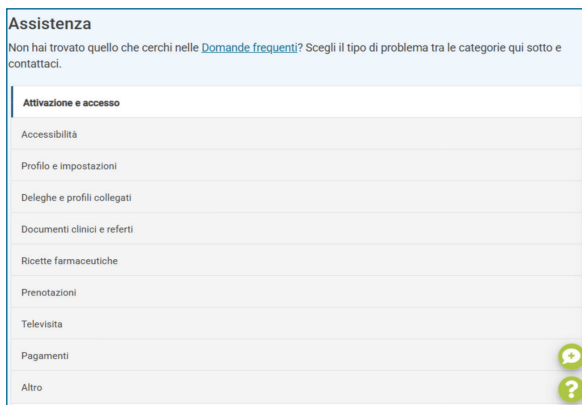 Assistenza
Non hai trovato quello che cerchi nelle Domande frequenti? Scegli il tipo di problema tra le categorie qui sotto e
contattaci.
Attivazione e accesso
Accessibilità
Profilo e impostazioni
Deleghe e profili collegati
Documenti clinici e referti
Ricette farmaceutiche
Prenotazioni
Televisita
Pagamenti
Altro
?